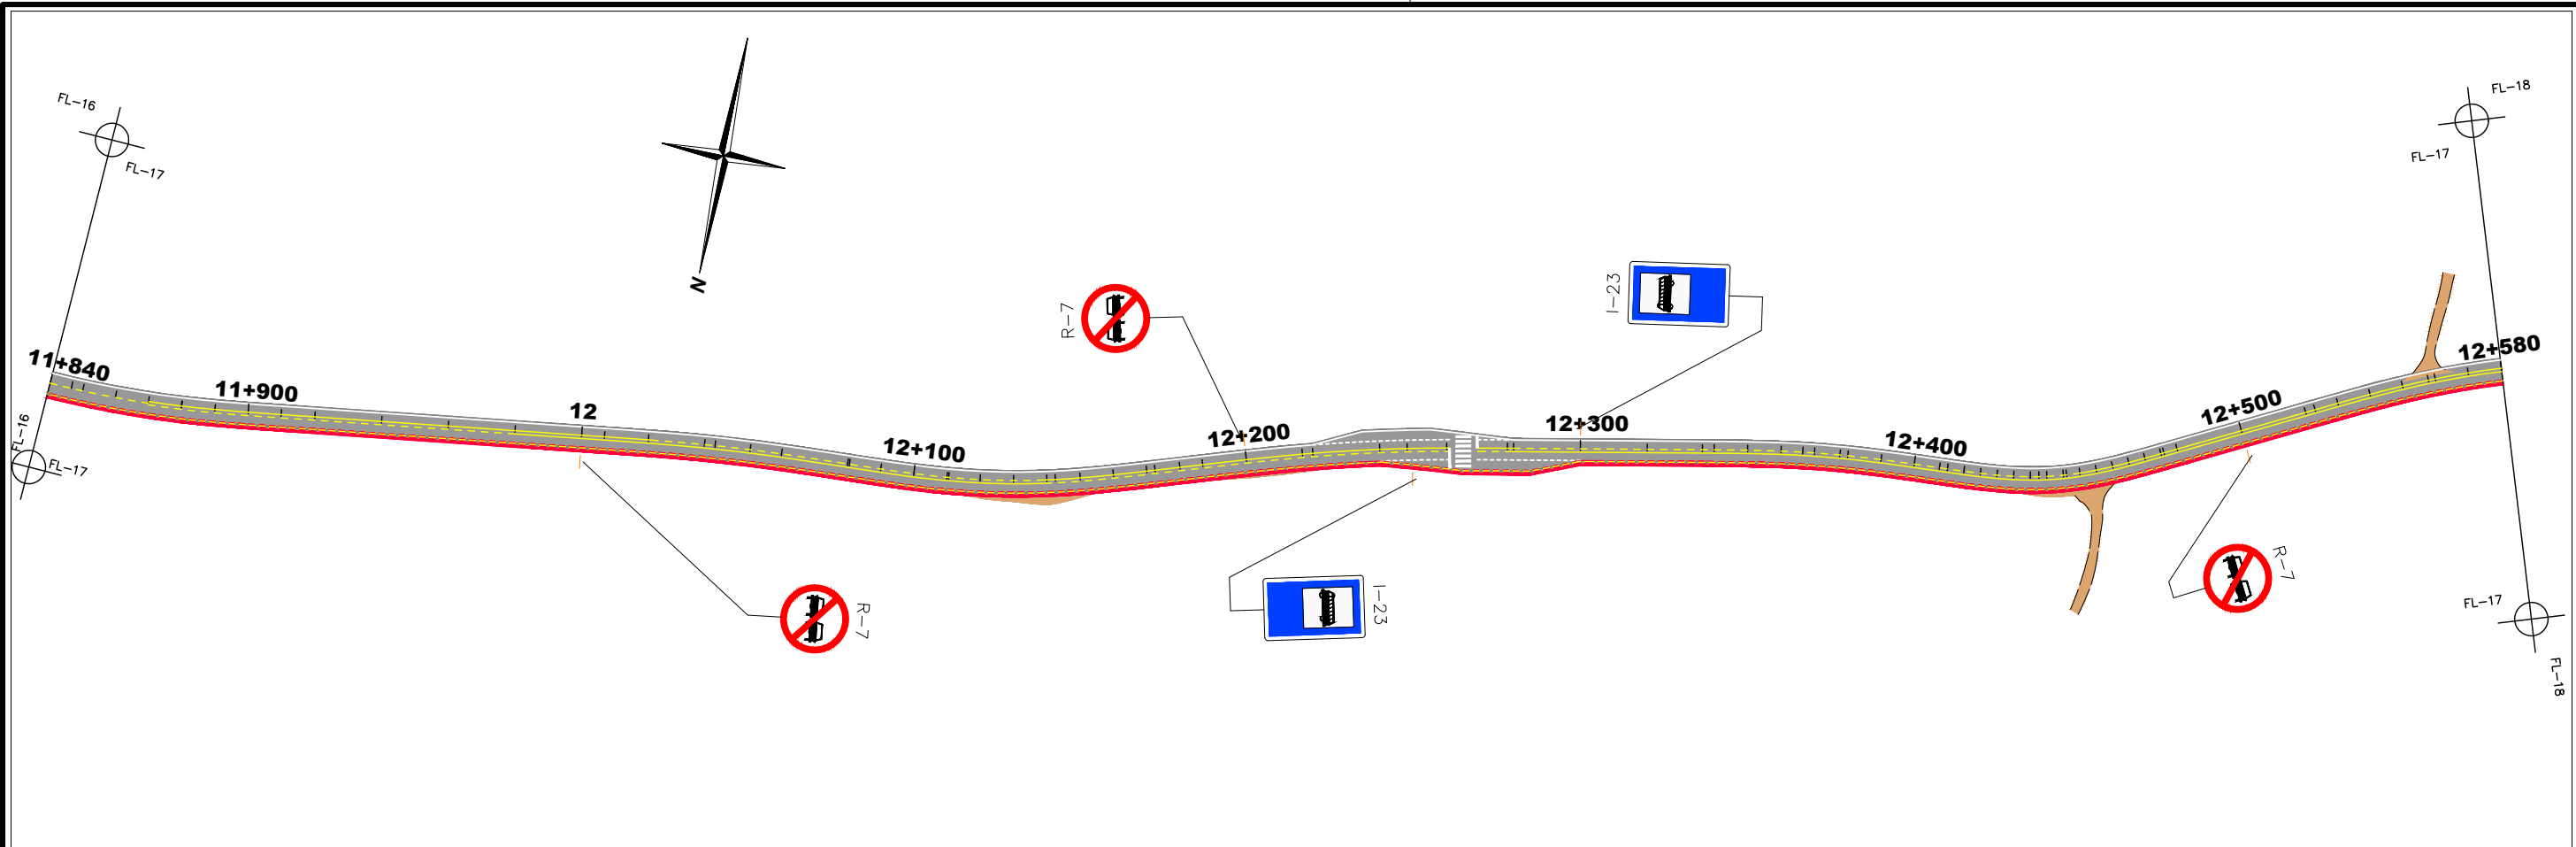 FL-16
FL-17
FL-18
FL-17
N
R-7
I-23
11+840
11+900
12
12+100
12+200
12+300
12+400
12+500
12+580
FL-16
FL-17
R-7
I-23
R-7
FL-17
FL-18